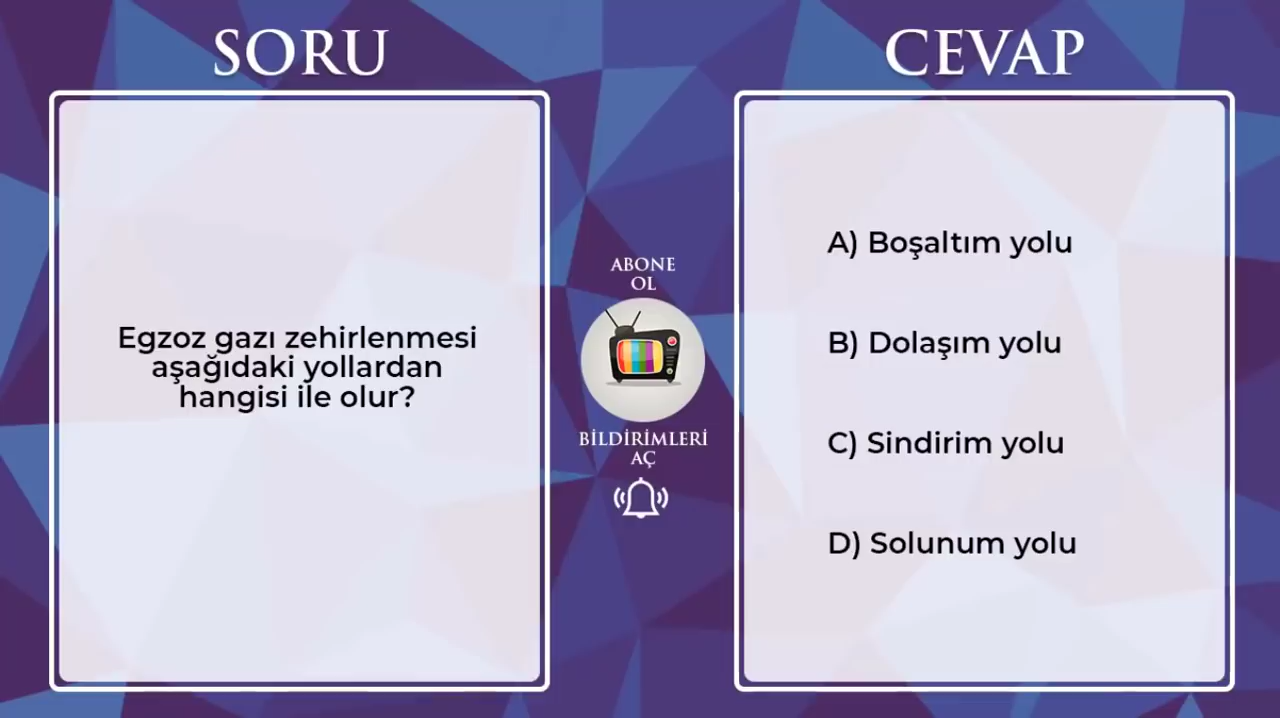 SORU
Egzoz gazı zehirlenmesi
aşağıdaki yollardan
hangisi ile olur?
ABONE
OL
BİLDİRİMLERİ
AÇ
CEVAP
A) Boşaltım yolu
B) Dolaşım yolu
C) Sindirim yolu
D) Solunum yolu